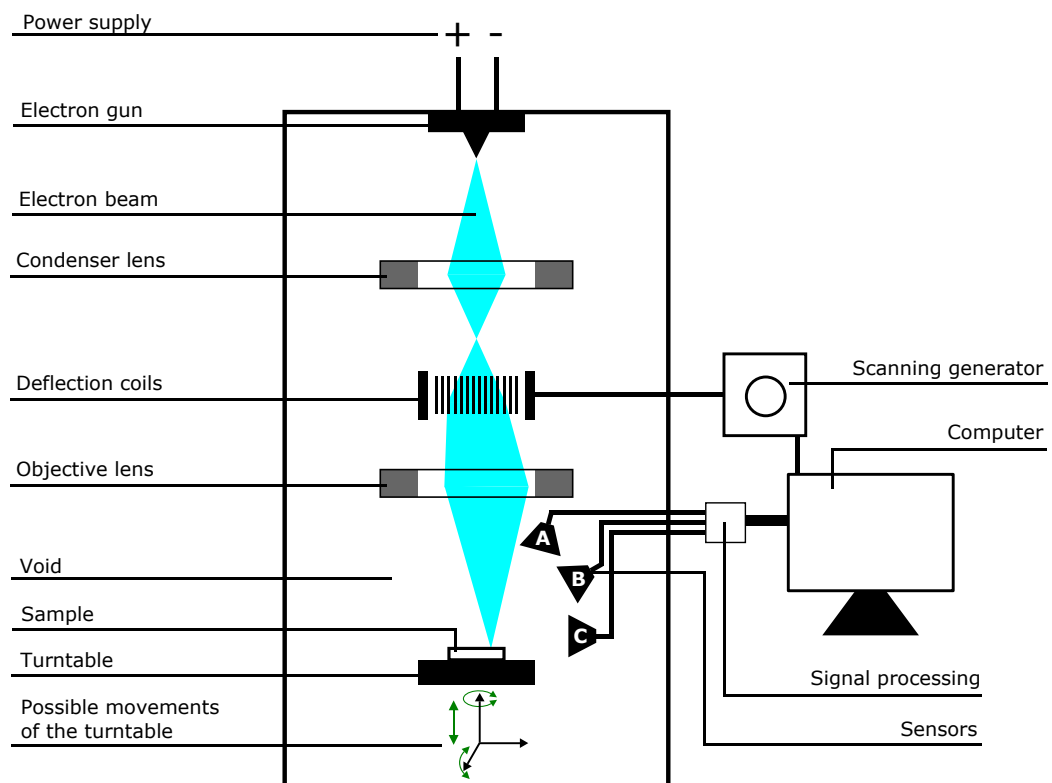 Power supply
+ -
Electron gun
Electron beam
Condenser lens
Deflection coils
Scanning generator
Computer
Objective lens
A
B
Void
C
Sample
Turntable
Signal processing
Possible movements
of the turntable
Sensors